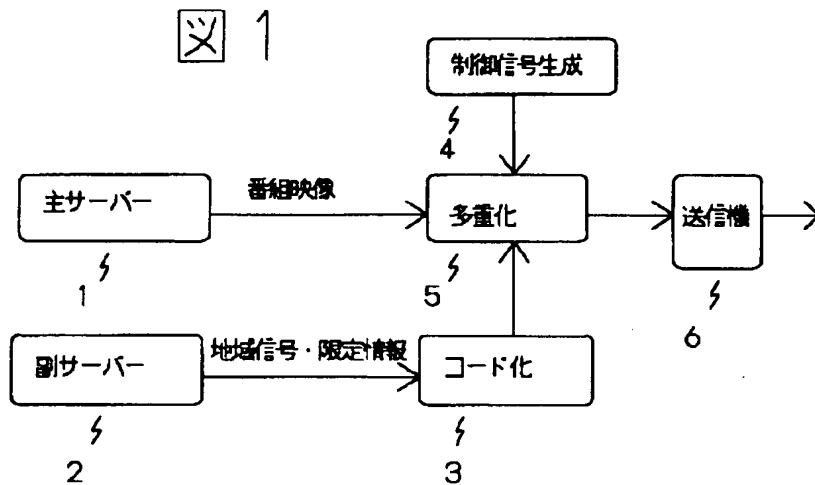 図 1
制御信号生成
4
主サーバー
番組映像
多重化
送信機
1
5
6
副サーバー
地域信号・限定情報
コード化
2
3